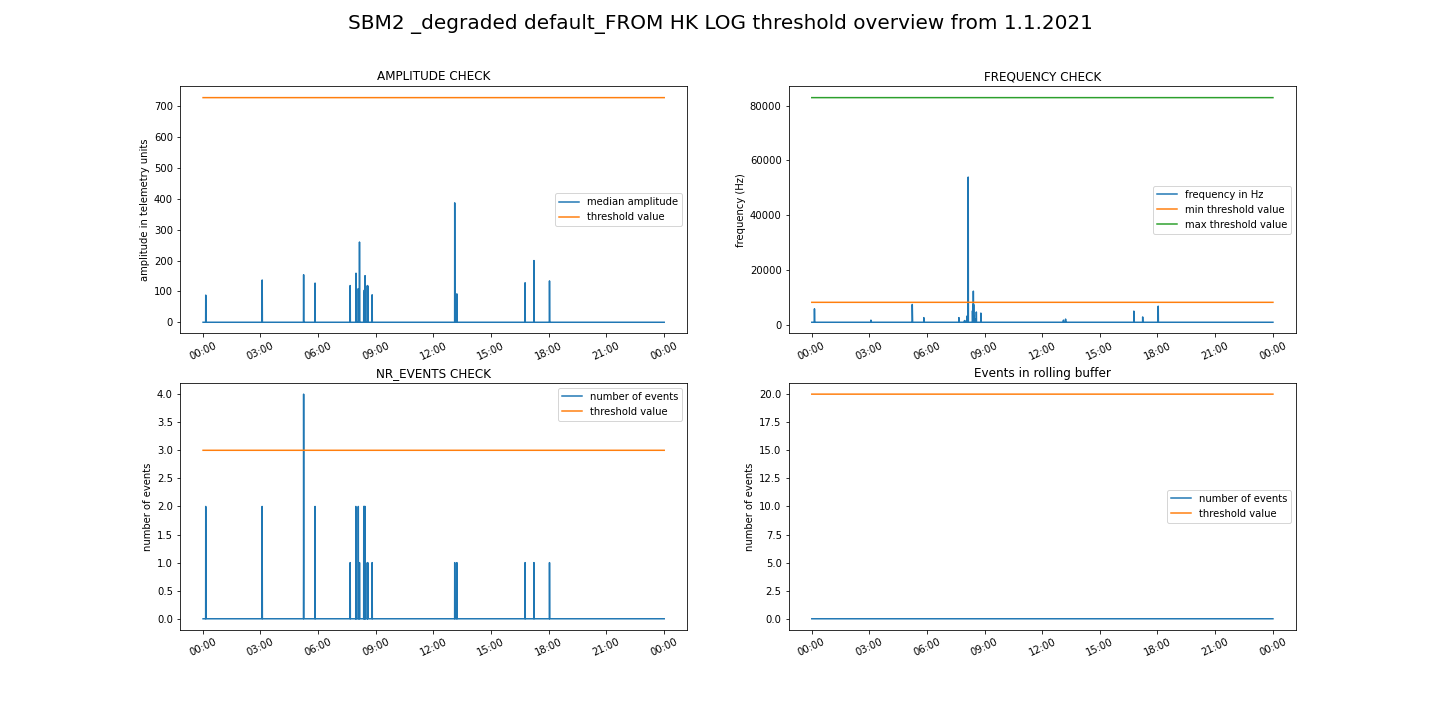 SBM2 _degraded default_FROM HK LOG threshold overview from 1.1.2021
AMPLITUDE CHECK
amplitude in telemetry units
700
600
500
400
300
200
100
0
median amplitude
threshold value
00:00 03:00 06:00 09:00 12:00 15:00 18:00 21:00 00:00
FREQUENCY CHECK
frequency (Hz)
80000
60000
40000
20000
0
frequency in Hz
min threshold value
max threshold value
00:00 03:00 06:00 09:00 12:00 15:00 18:00 21:00 00:00
NR_EVENTS CHECK
number of events
4.0
3.5
3.0
2.5
2.0
1.5
1.0
0.5
0.0
number of events
threshold value
00:00 03:00 06:00 09:00 12:00 15:00 18:00 21:00 00:00
Events in rolling buffer
number of events
20.0
17.5
15.0
12.5
10.0
7.5
5.0
2.5
0.0
number of events
threshold value
00:00 03:00 06:00 09:00 12:00 15:00 18:00 21:00 00:00